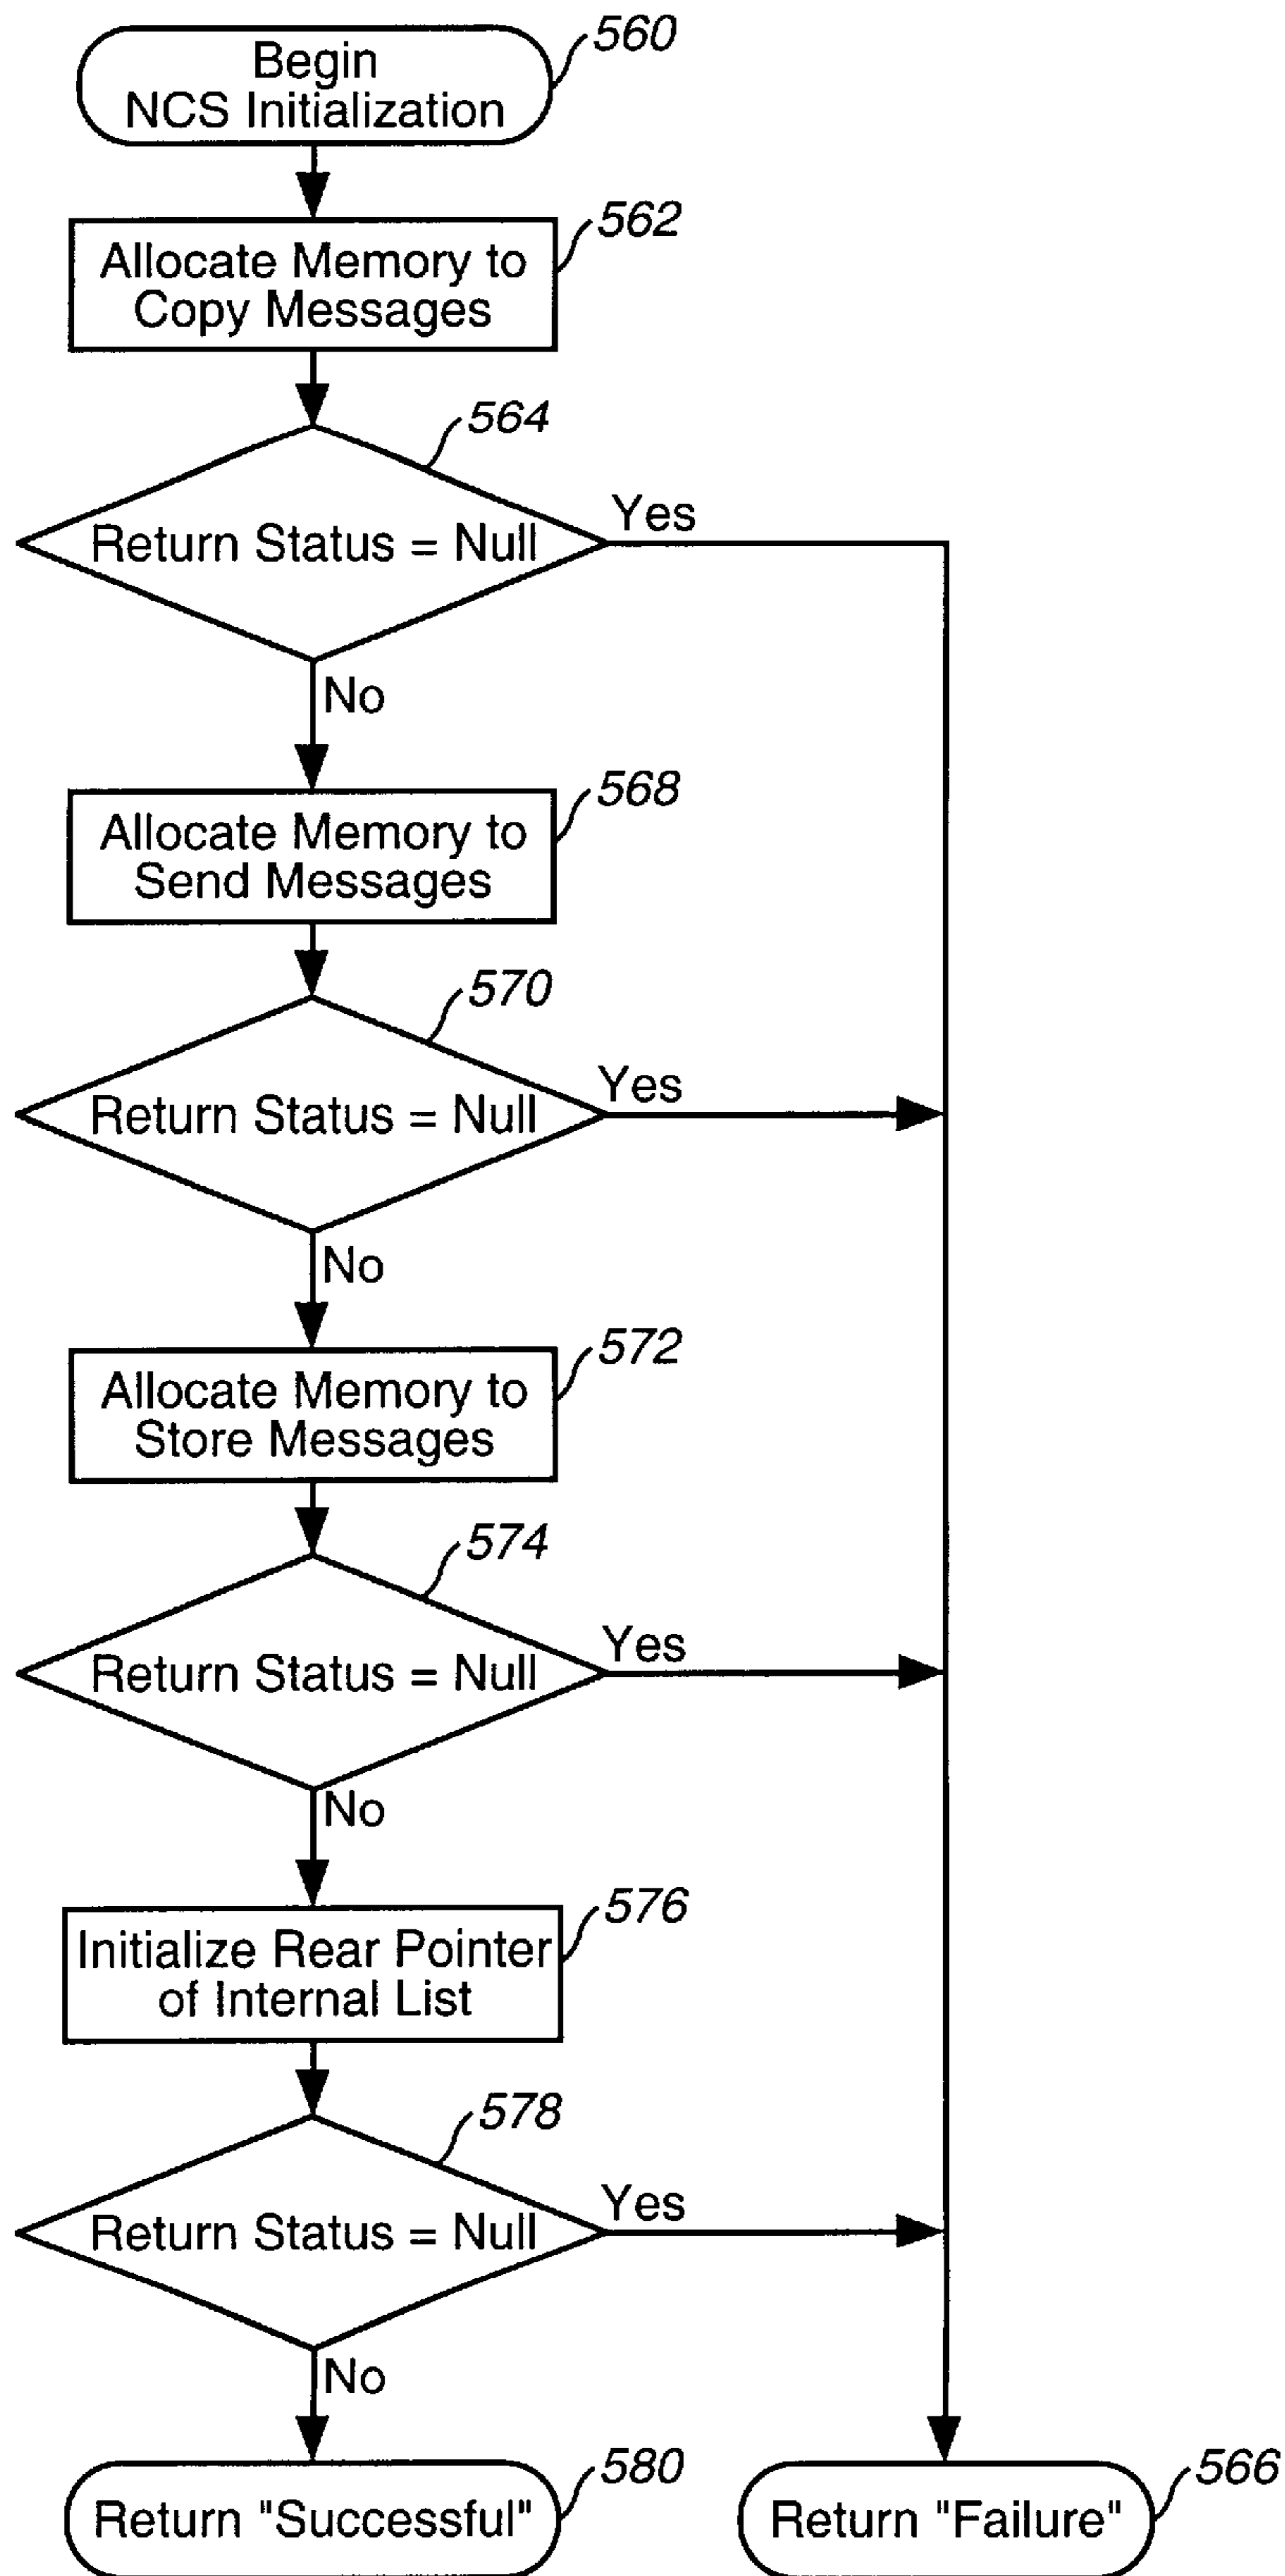 560
Begin
NCS Initialization
562
Allocate Memory to
Copy Messages
564
Return Status = Null
Yes
No
568
Allocate Memory to
Send Messages
570
Return Status = Null
Yes
No
572
Allocate Memory to
Store Messages
574
Return Status = Null
Yes
No
576
Initialize Rear Pointer
of Internal List
578
Return Status = Null
Yes
No
580
Return "Successful"
566
Return "Failure"